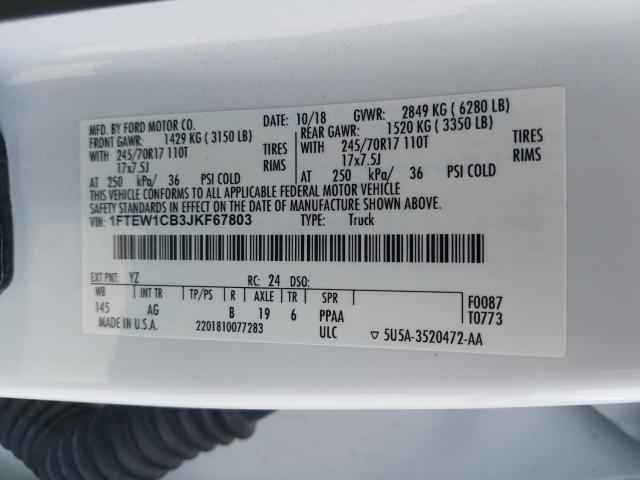 MFD. BY FORD MOTOR CO.
DATE: 10/18 GVWR: 2849 KG ( 6280 LB)
FRONT GAWR: 1429 KG ( 3150 LB)
REAR GAWR: 1520 KG ( 3350 LB)
WITH 245/70R17 110T TIRES
WITH 245/70R17 110T TIRES
17x7.5J RIMS
17x7.5J RIMS
AT 250 kPa/ 36 PSI COLD
AT 250 kPa/ 36 PSI COLD
THIS VEHICLE CONFORMS TO ALL APPLICABLE FEDERAL MOTOR VEHICLE
SAFETY STANDARDS IN EFFECT ON THE DATE OF MANUFACTURE SHOWN ABOVE.
VIN: 1FTEW1CB3JKF67803 TYPE: Truck
EXT PNT: YZ RC: 24 DSO:
WB INT TR TP/PS R AXLE TR SPR
145 AG B 19 6 PPAA
ULC
F0087
T0773
MADE IN U.S.A. 2201810077283
▽ 5U5A-3520472-AA